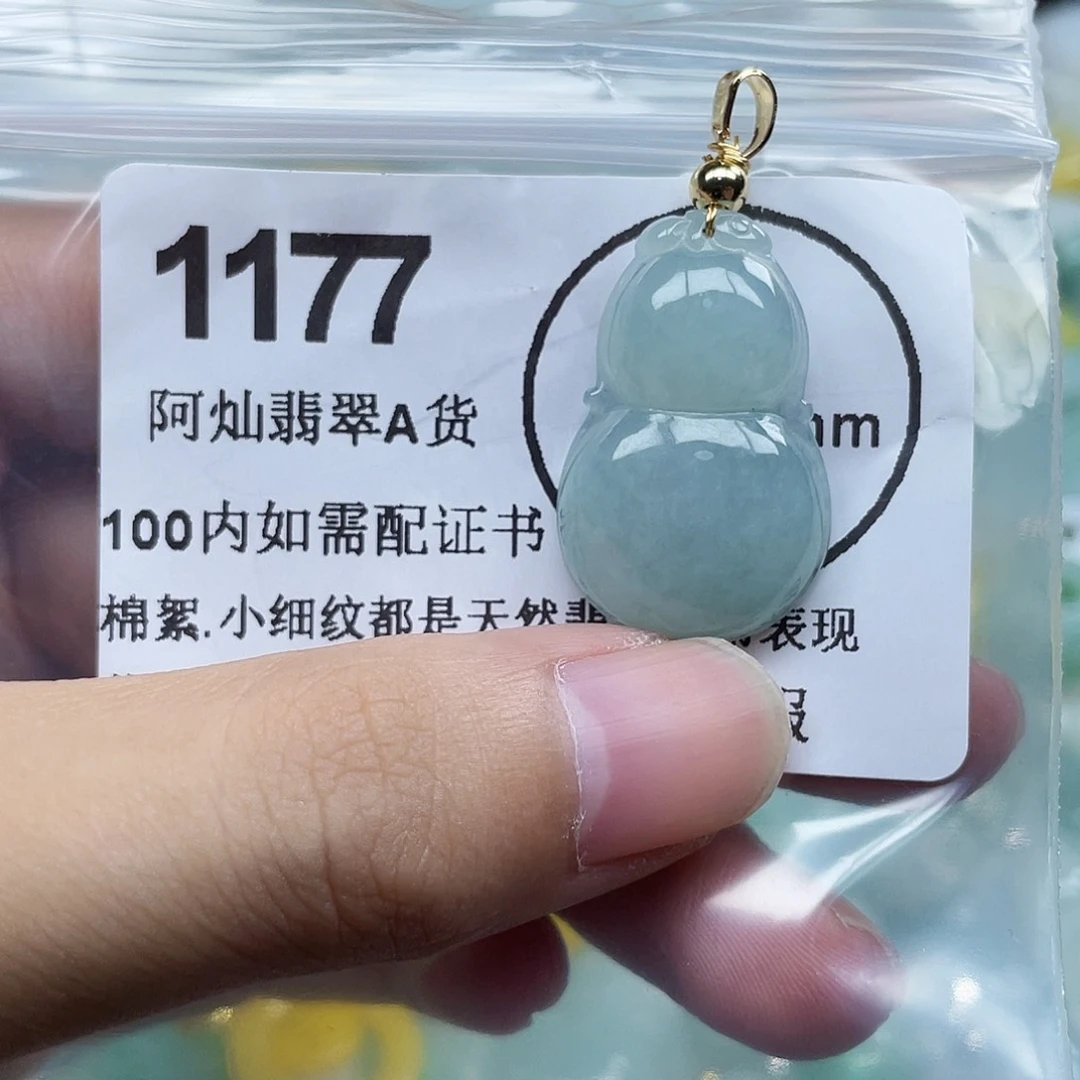 1177
阿灿翡翠A货
mm
100内如需配证书
棉絮.小细纹都是天然 表现